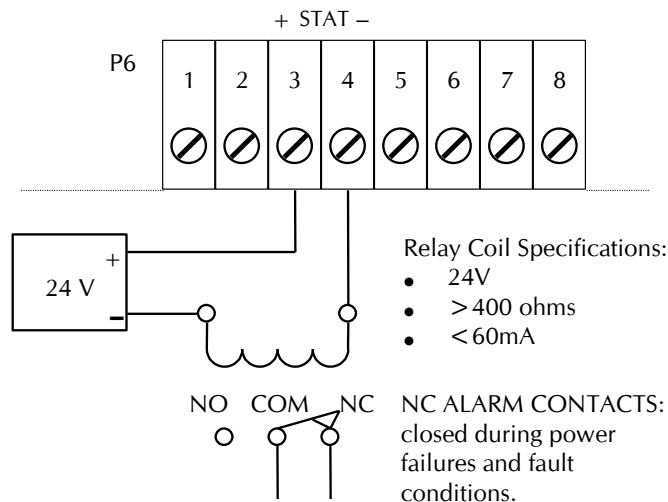 + STAT –
P6
1 2 3 4 5 6 7 8
+
24 V
–
Relay Coil Specifications:
• 24V
• >400 ohms
• <60mA
NO COM NC
NC ALARM CONTACTS:
closed during power
failures and fault
conditions.